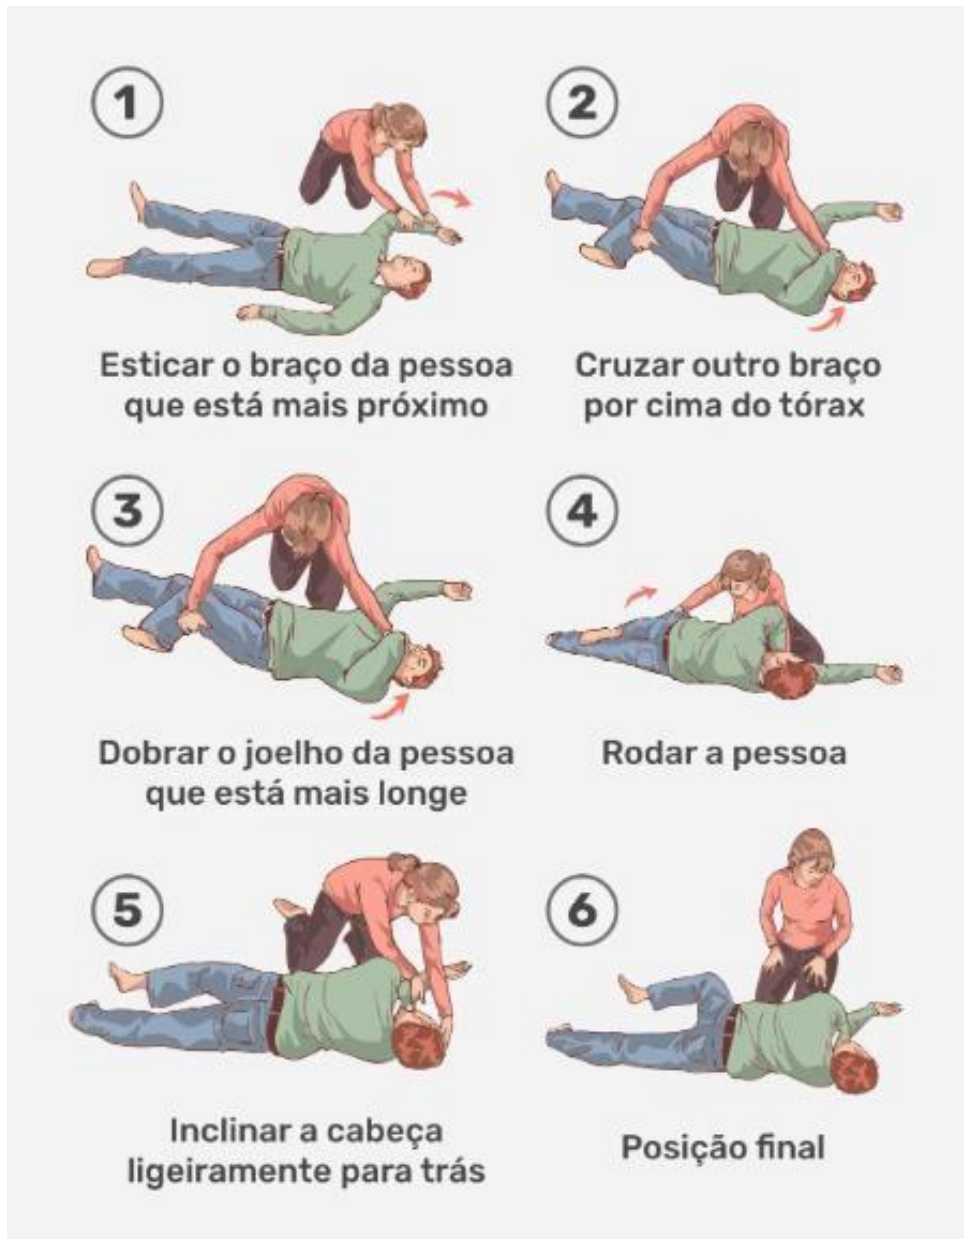 1
2
Esticar o braço da pessoa
que está mais próximo
Cruzar outro braço
por cima do tórax
3
4
Dobrar o joelho da pessoa
que está mais longe
Rodar a pessoa
5
6
Inclinar a cabeça
ligeiramente para trás
Posição final